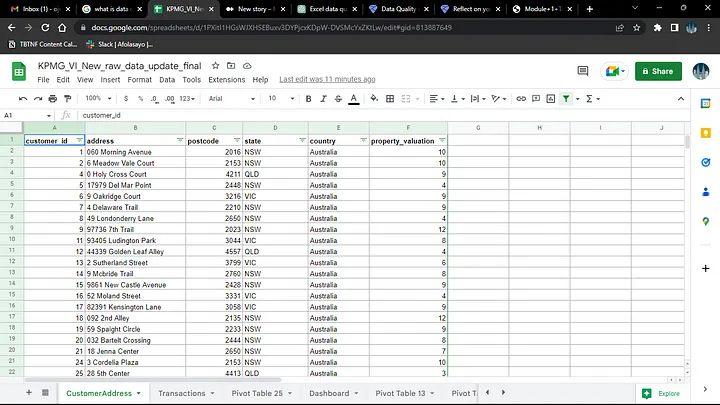 Inbox (1) - oje
what is data a
KPMG_VI_Nev
New story – M
Excel data qu
Data Quality
Reflect on yo
Module+1+
docs.google.com/spreadsheets/d/1PXitI1HGsWJXHSEBuxv3DYPjcxKDpW-DVSMcYxZKtLw/edit#gid=813887649
TBTNF Content Cal...
Slack | Afolasayo...
KPMG_VI_New_raw_data_update_final
File Edit View Insert Format Data Tools Extensions Help Last edit was 11 minutes ago
Share
100% $ % .0 .00 123 Arial 10 B I S A
A1 customer_id
A B C D E F G H I J
1 customer_id address postcode state country property_valuation
2 1 060 Morning Avenue 2016 NSW Australia 10
3 2 6 Meadow Vale Court 2153 NSW Australia 10
4 4 0 Holy Cross Court 4211 QLD Australia 9
5 5 17979 Del Mar Point 2448 NSW Australia 4
6 6 9 Oakridge Court 3216 VIC Australia 9
7 7 4 Delaware Trail 2210 NSW Australia 9
8 8 49 Londonderry Lane 2650 NSW Australia 4
9 9 97736 7th Trail 2023 NSW Australia 12
10 11 93405 Ludington Park 3044 VIC Australia 8
11 12 44339 Golden Leaf Alley 4557 QLD Australia 4
12 13 2 Sutherland Street 3799 VIC Australia 6
13 14 9 Mcbride Trail 2760 NSW Australia 8
14 15 9861 New Castle Avenue 2428 NSW Australia 9
15 16 52 Moland Street 3331 VIC Australia 4
16 17 82391 Kensington Lane 3058 VIC Australia 9
17 18 092 2nd Alley 2135 NSW Australia 12
18 19 59 Spaight Circle 2233 NSW Australia 9
19 20 032 Bartelt Crossing 2444 NSW Australia 8
20 21 18 Jenna Center 2650 NSW Australia 7
21 24 3 Cordelia Plaza 2153 NSW Australia 10
22 25 28 5th Center 4413 QLD Australia 3
CustomerAddress Transactions Pivot Table 25 Dashboard Pivot Table 13 Pivot T Explore